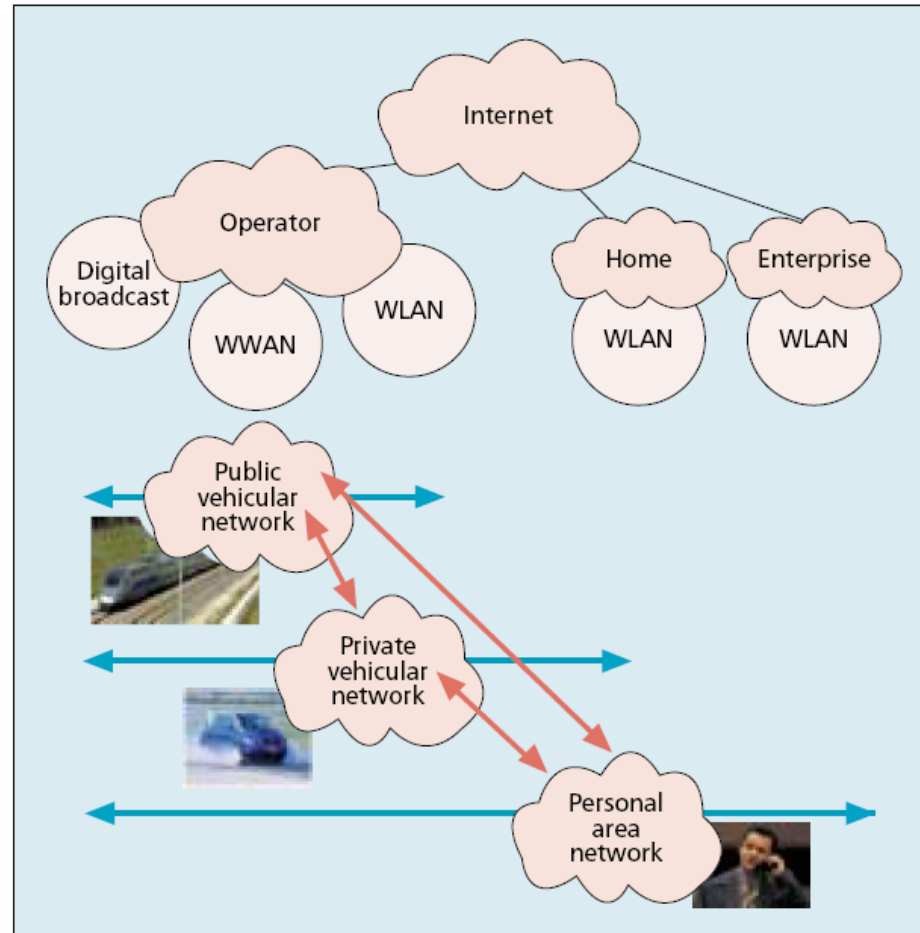 Internet
Operator
Digital
broadcast
WWAN
WLAN
Home
WLAN
Enterprise
WLAN
Public
vehicular
network
Private
vehicular
network
Personal
area
network